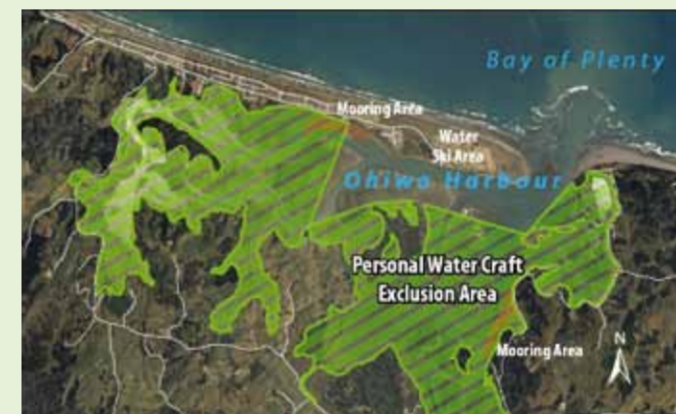 Bay of Plenty
Mooring Area
Water
Ski Area
Ohiwa Harbour
Personal Water Craft
Exclusion Area
N
Mooring Area